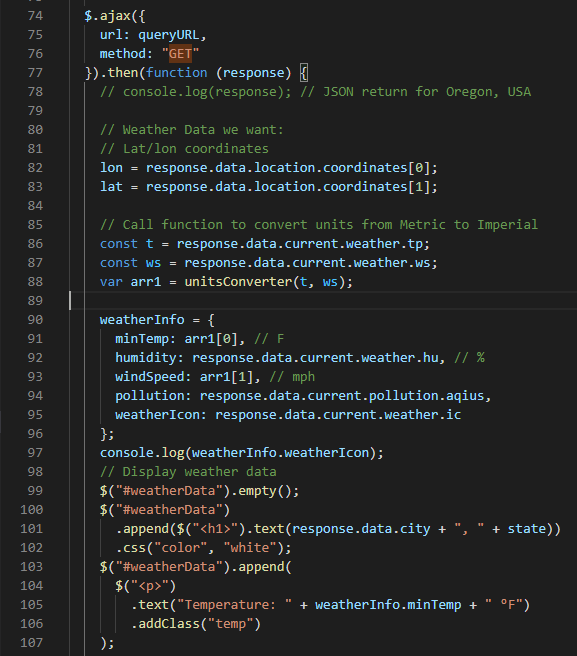 74 $.ajax({
75 url: queryURL,
76 method: "GET"
77 }).then(function (response) {
78 // console.log(response); // JSON return for Oregon, USA
79
80 // Weather Data we want:
81 // Lat/lon coordinates
82 lon = response.data.location.coordinates[0];
83 lat = response.data.location.coordinates[1];
84
85 // Call function to convert units from Metric to Imperial
86 const t = response.data.current.weather.tp;
87 const ws = response.data.current.weather.ws;
88 var arr1 = unitsConverter(t, ws);
89
90 weatherInfo = {
91 minTemp: arr1[0], // F
92 humidity: response.data.current.weather.hu, // %
93 windSpeed: arr1[1], // mph
94 pollution: response.data.current.pollution.aqius,
95 weatherIcon: response.data.current.weather.ic
96 };
97 console.log(weatherInfo.weatherIcon);
98 // Display weather data
99 $("#weatherData").empty();
100 $("#weatherData")
101 .append($("<h1>").text(response.data.city + ", " + state))
102 .css("color", "white");
103 $("#weatherData").append(
104 $("<p>")
105 .text("Temperature: " + weatherInfo.minTemp + " ºF")
106 .addClass("temp")
107 );